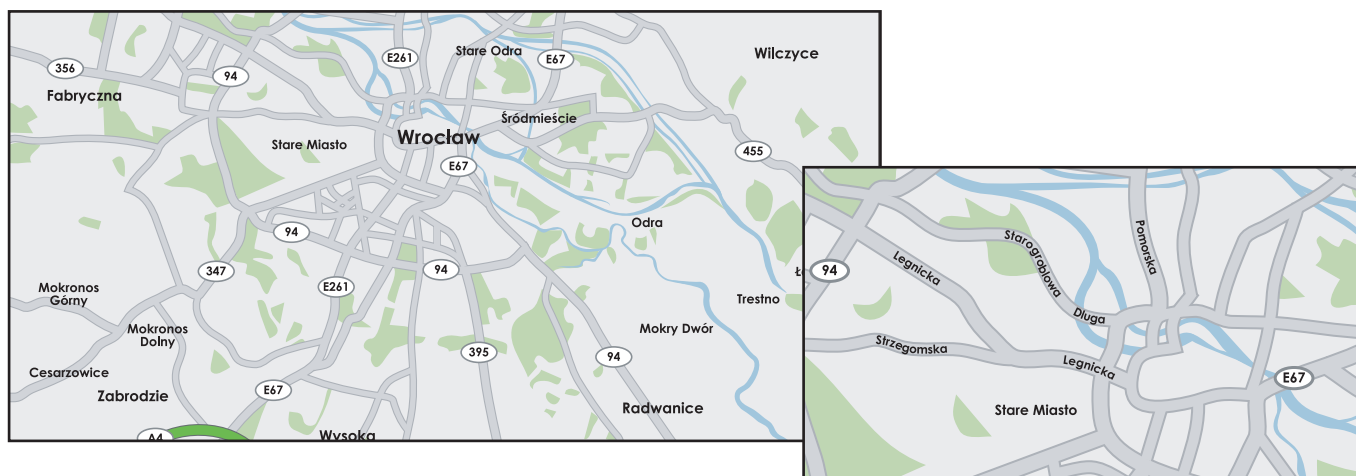 E261
Stare Odra
E67
Wilczyce
356
94
Fabryczna
Śródmieście
Wrocław
Stare Miasto
455
E67
Odra
94
347
94
E261
Mokronos
Górny
Trestno
Mokronos
Dolny
Mokry Dwór
395
94
Cesarzowice
Zabrodzie
E67
Radwanice
A4
Wysoka
Pomorska
Starogroblowa
Legnicka
94
Dluga
Strzegomska
Legnicka
E67
Stare Miasto